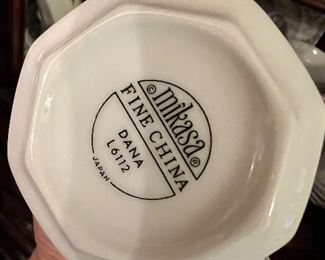 © mikasa ®
FINE CHINA
DANA
L6112
JAPAN